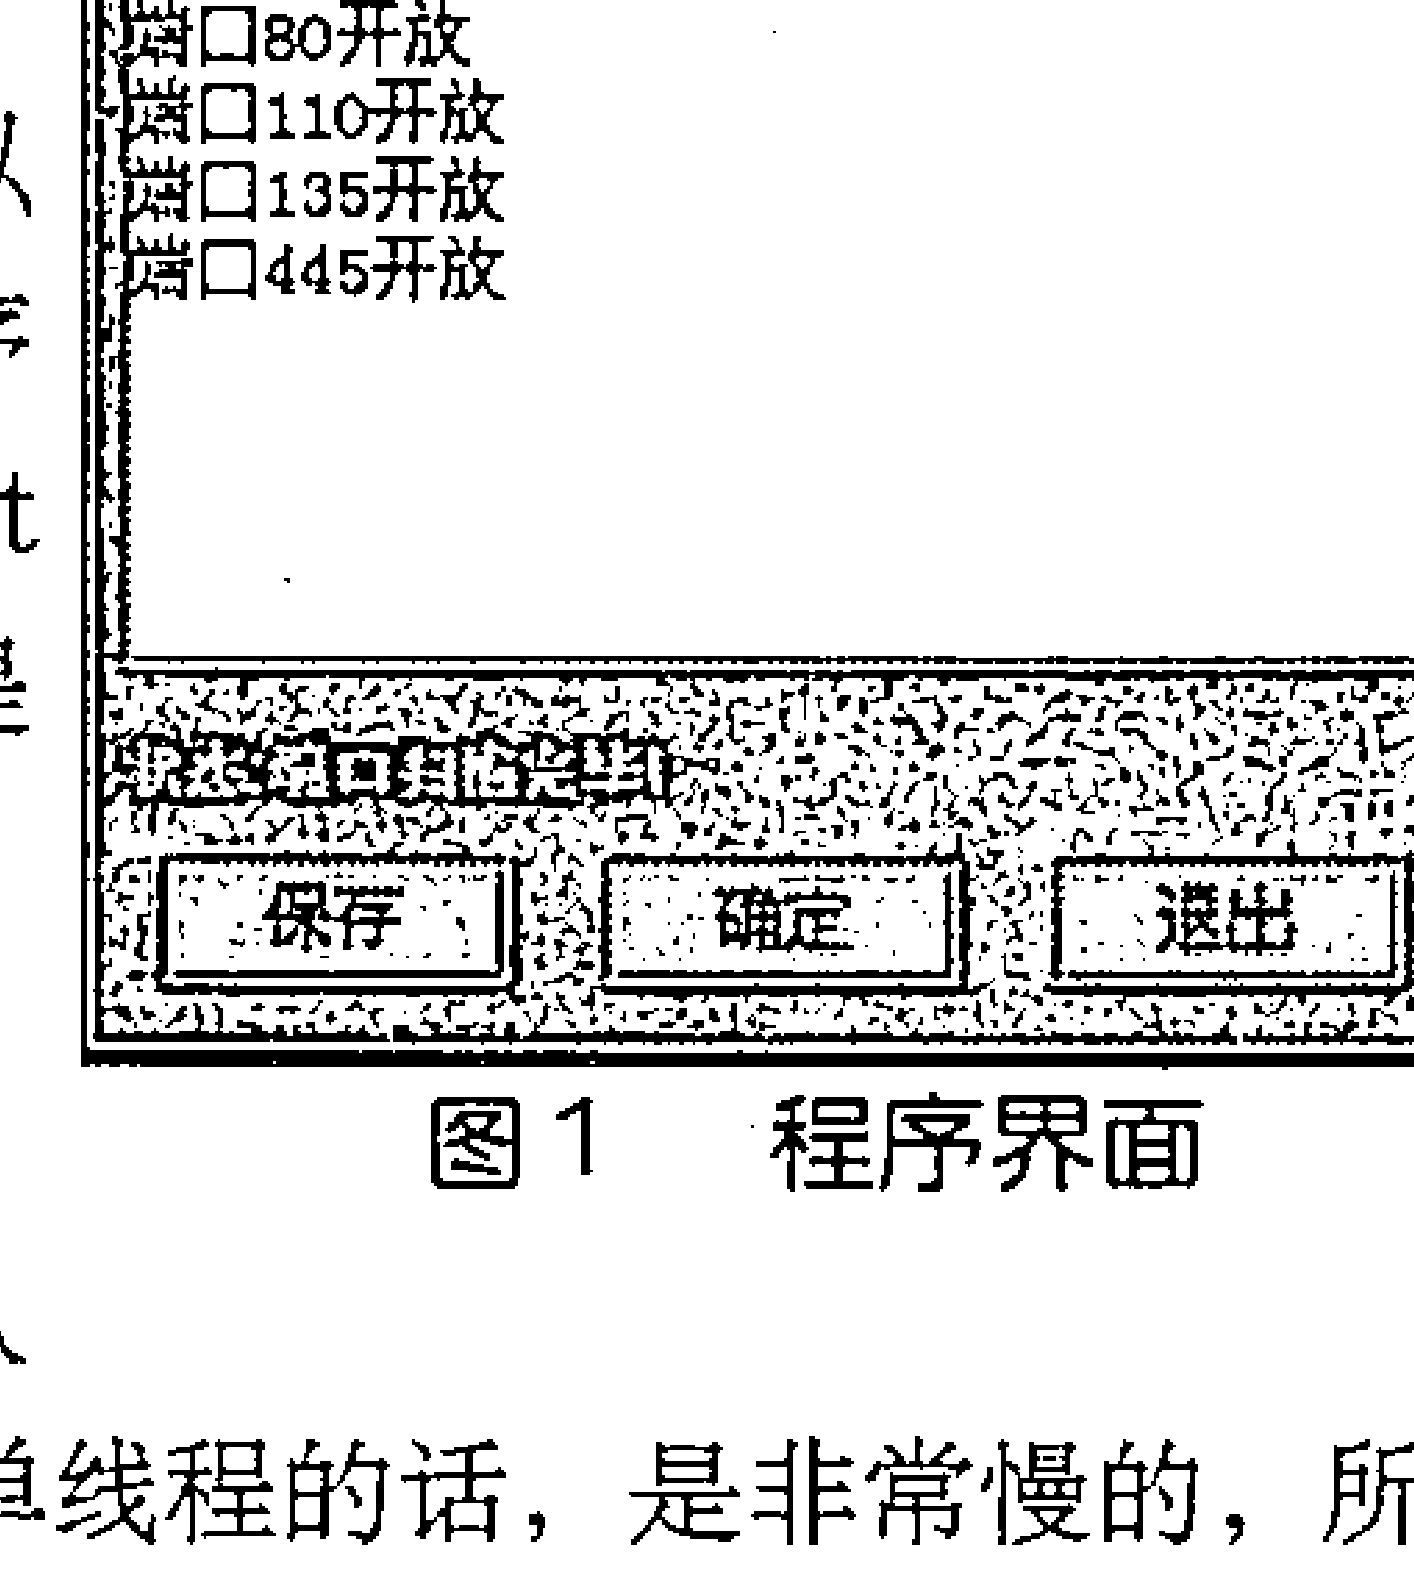 端口80开放
端口110开放
端口135开放
端口445开放
保存 确定 退出
图1 程序界面
单线程的话，是非常慢的，所